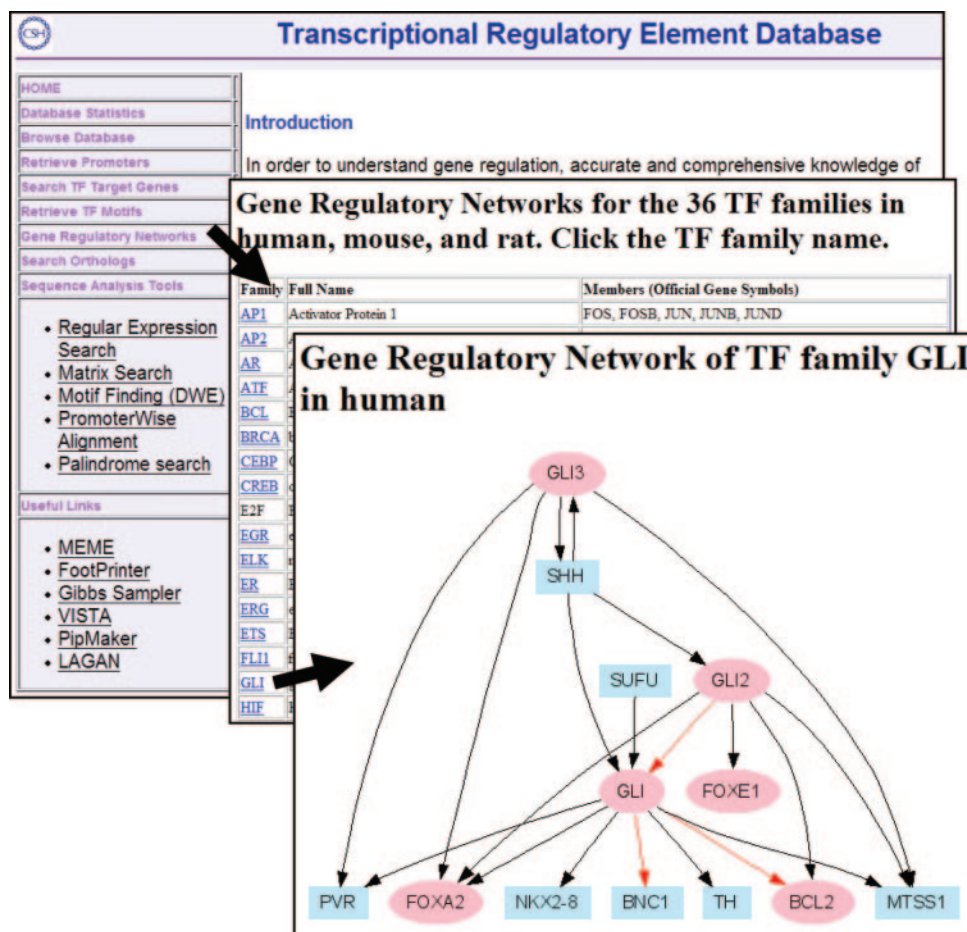 CSH
Transcriptional Regulatory Element Database
HOME
Database Statistics
Browse Database
Retrieve Promoters
Search TF Target Genes
Retrieve TF Motifs
Gene Regulatory Networks
Search Orthologs
Sequence Analysis Tools
Regular Expression
Search
Matrix Search
Motif Finding (DWE)
PromoterWise
Alignment
Palindrome search
Useful Links
MEME
FootPrinter
Gibbs Sampler
VISTA
PipMaker
LAGAN
Introduction
In order to understand gene regulation, accurate and comprehensive knowledge of
Gene Regulatory Networks for the 36 TF families in
human, mouse, and rat. Click the TF family name.
Family Full Name Members (Official Gene Symbols)
AP1 Activator Protein 1 FOS, FOSB, JUN, JUNB, JUND
AP2
AR
ATF
BCL
BRCA
CEBP
CREB
E2F
EGR
ELK
ER
ERG
ETS
FLI1
GLI
HIF
Gene Regulatory Network of TF family GLI
in human
GLI3
SHH
SUFU GLI2
GLI FOXE1
PVR FOXA2 NKX2-8 BNC1 TH BCL2 MTSS1